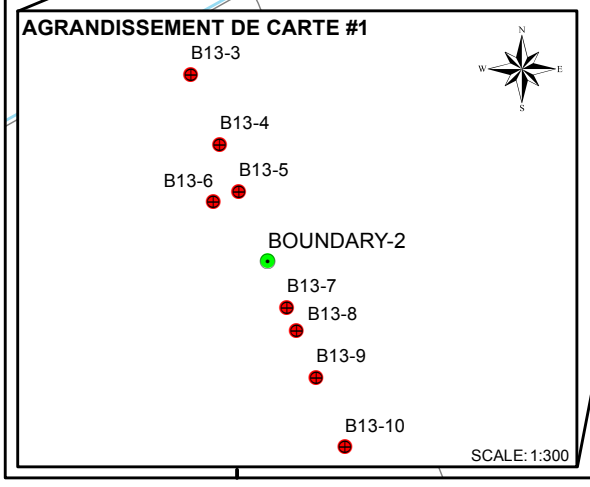 AGRANDISSEMENT DE CARTE #1
N
W E
S
B13-3
B13-4
B13-5
B13-6
BOUNDARY-2
B13-7
B13-8
B13-9
B13-10
SCALE: 1:300